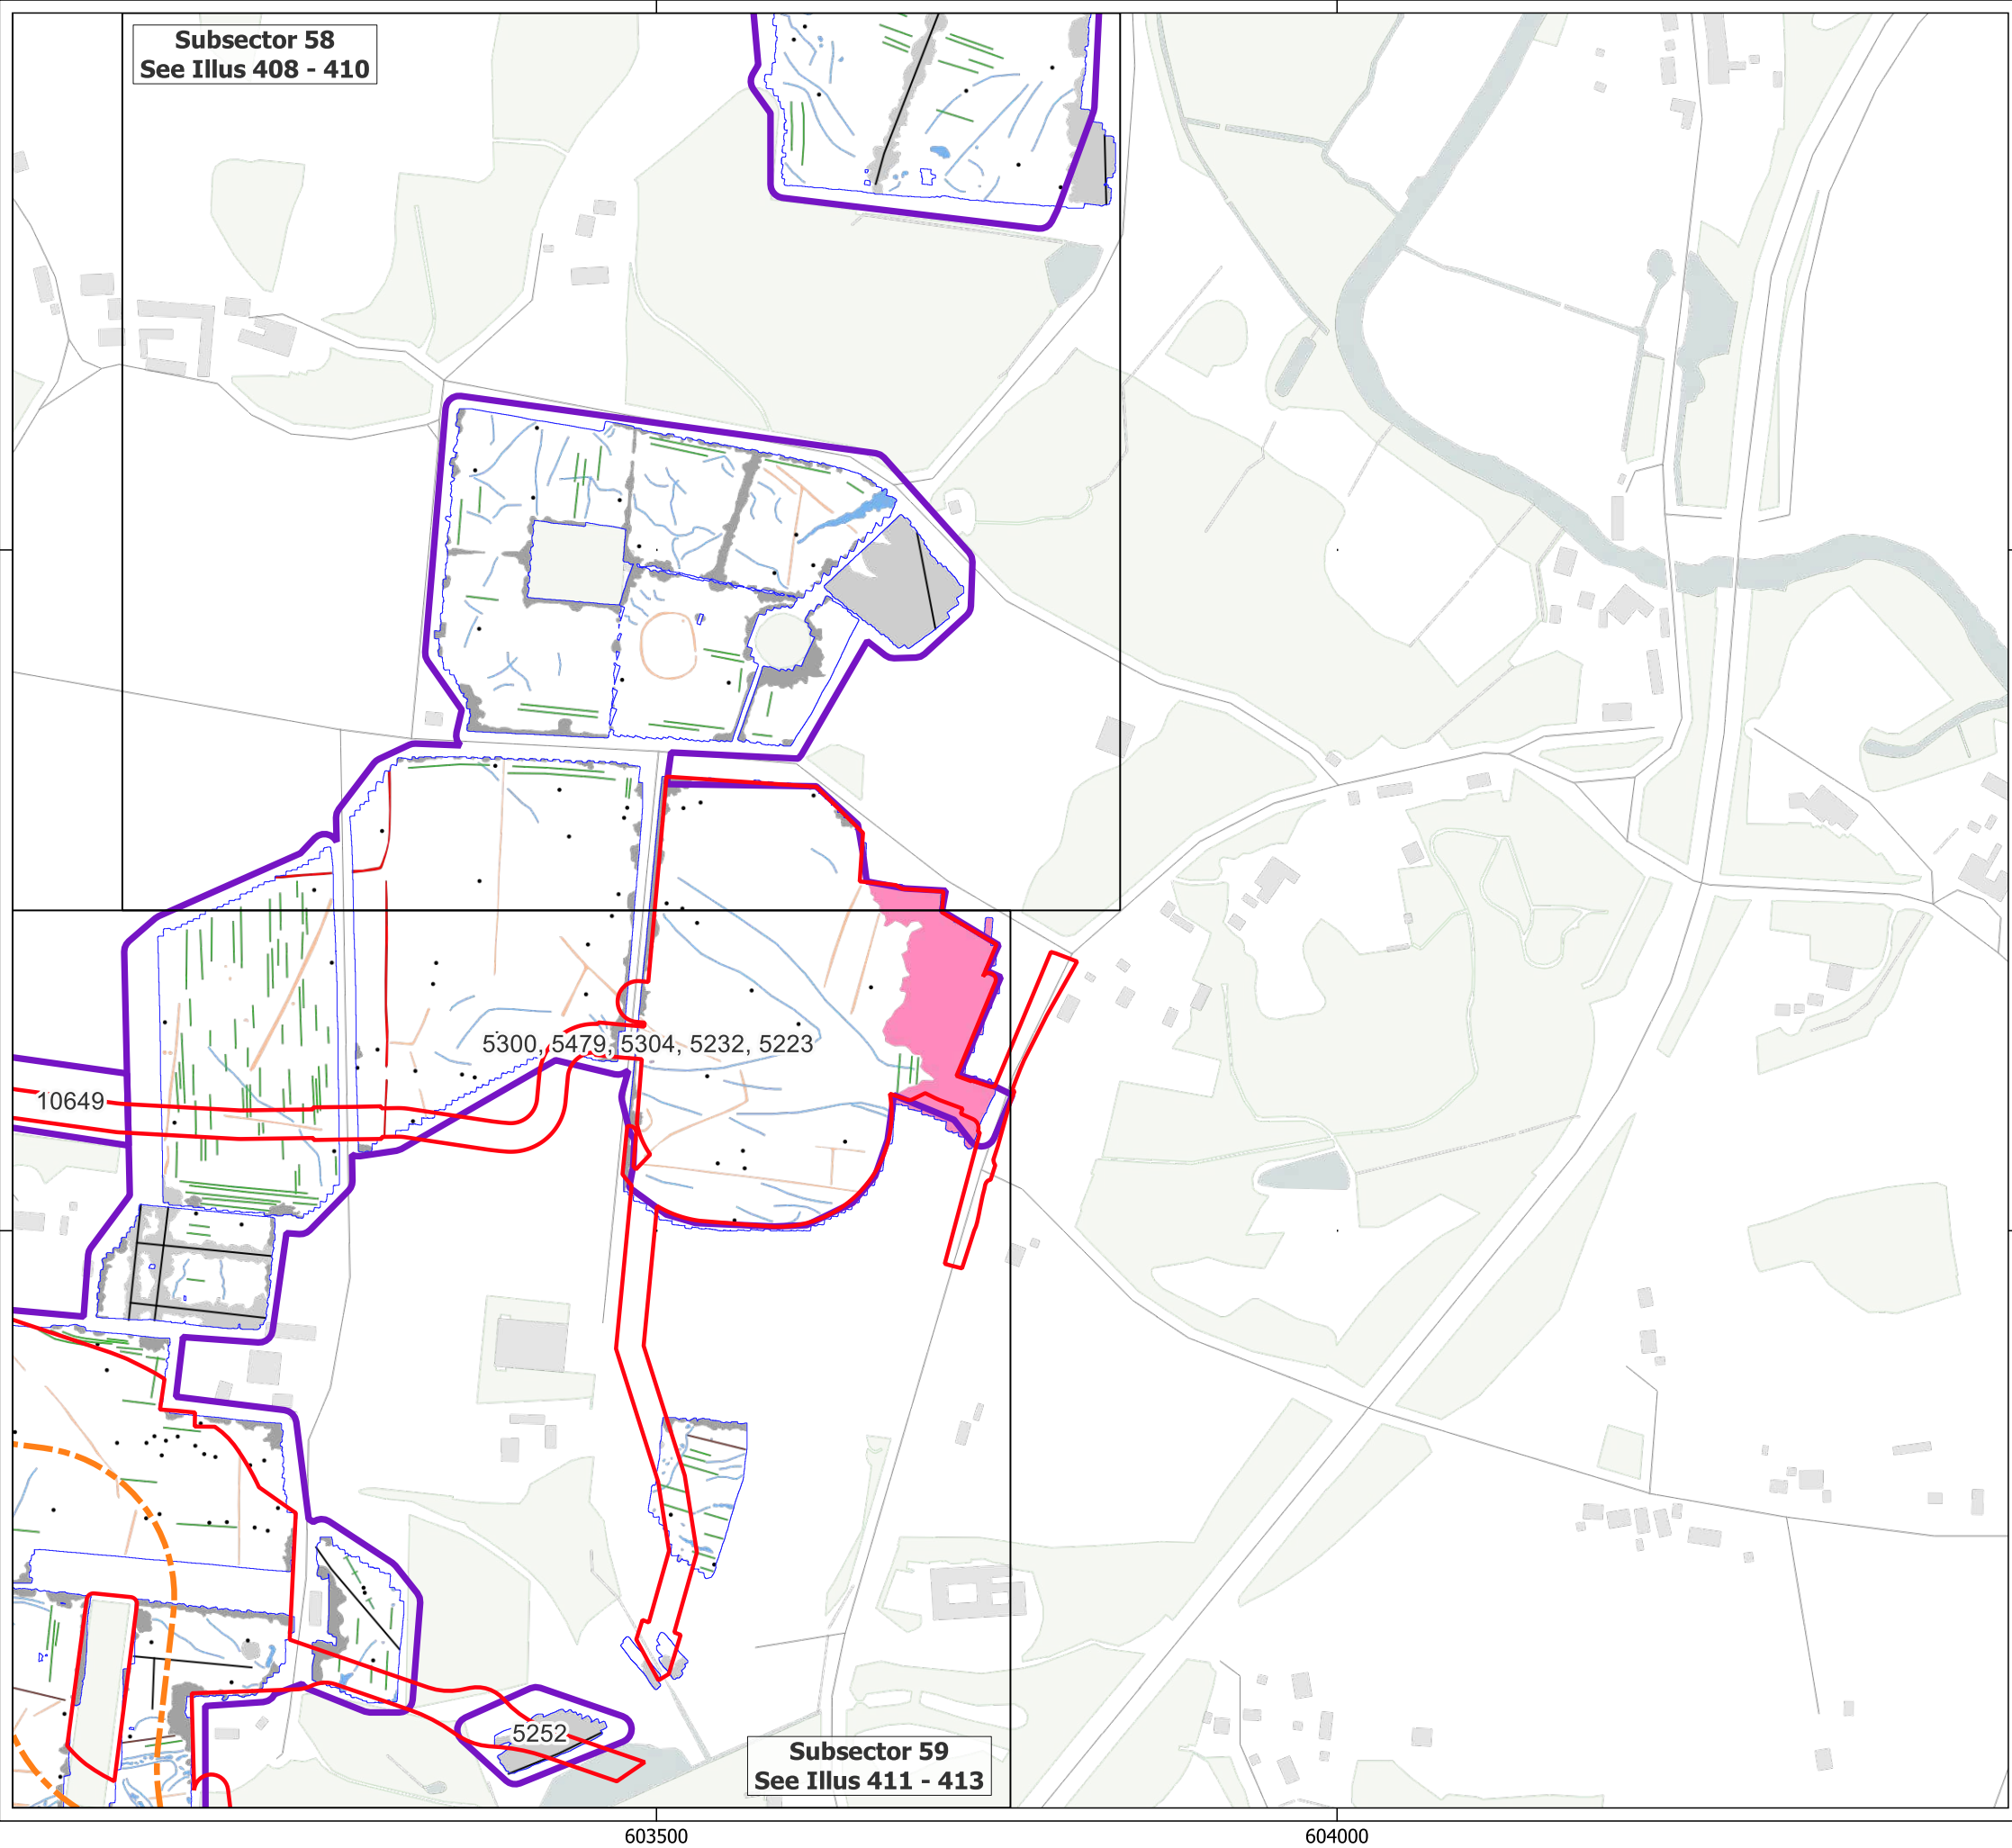 Subsector 58
See Illus 408 - 410
5300, 5479, 5304, 5232, 5223
10649
5252
Subsector 59
See Illus 411 - 413
603500
604000